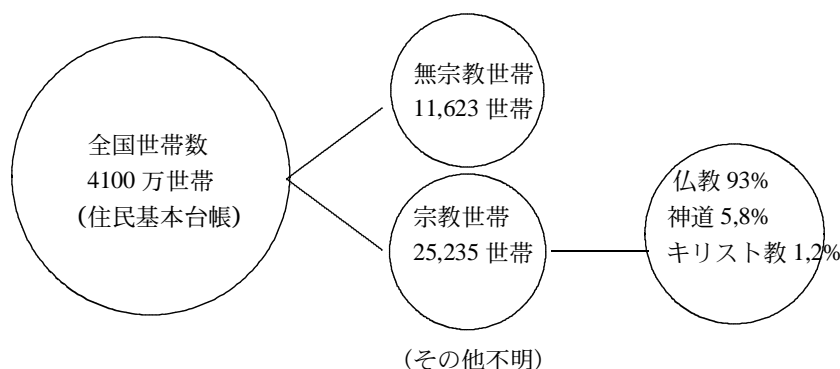 全国世帯数
4100 万世帯
(住民基本台帳)
無宗教世帯
11,623 世帯
宗教世帯
25,235 世帯
(その他不明)
仏教 93%
神道 5,8%
キリスト教 1,2%